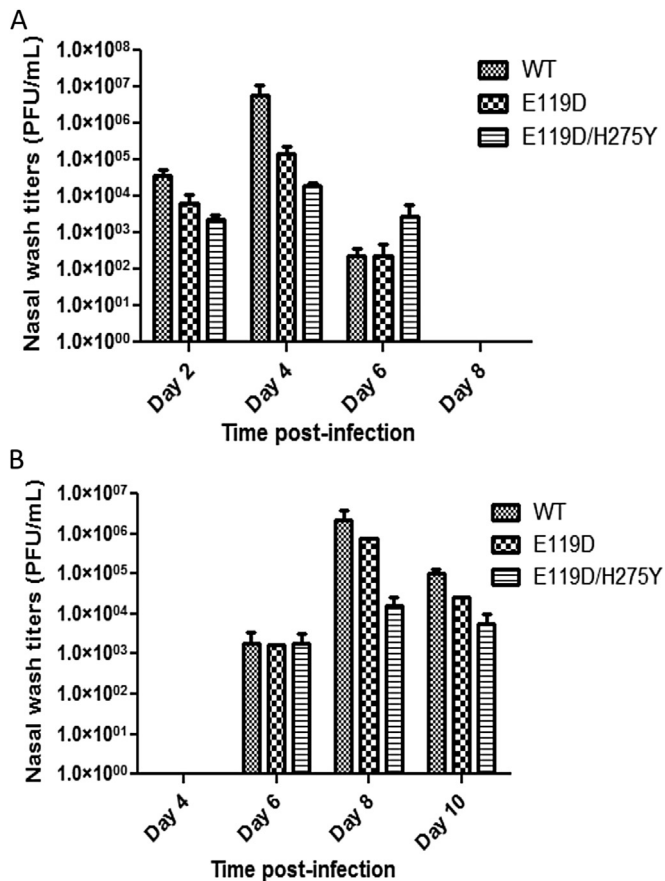 A
Nasal wash titers (PFU/mL)
1.0×10⁰⁸
1.0×10⁰⁷
1.0×10⁰⁶
1.0×10⁰⁵
1.0×10⁰⁴
1.0×10⁰³
1.0×10⁰²
1.0×10⁰¹
1.0×10⁰⁰
WT
E119D
E119D/H275Y
Day 2
Day 4
Day 6
Day 8
Time post-infection
B
Nasal wash titers (PFU/mL)
1.0×10⁰⁷
1.0×10⁰⁶
1.0×10⁰⁵
1.0×10⁰⁴
1.0×10⁰³
1.0×10⁰²
1.0×10⁰¹
1.0×10⁰⁰
WT
E119D
E119D/H275Y
Day 4
Day 6
Day 8
Day 10
Time post-infection